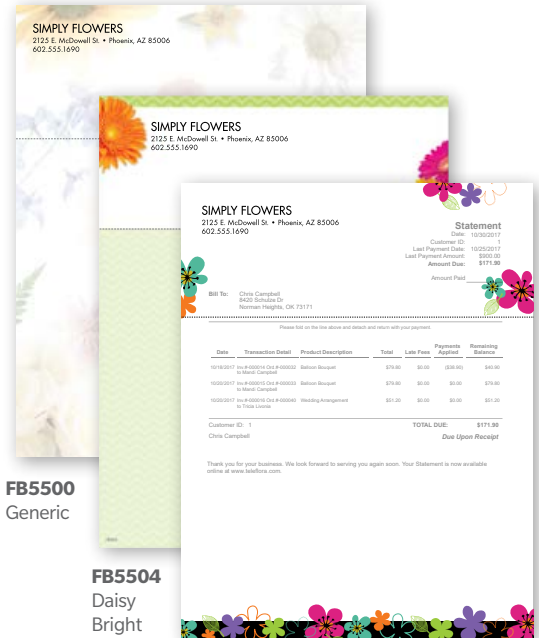 SIMPLY FLOWERS
2125 E. McDowell St. • Phoenix, AZ 85006
602.555.1690
SIMPLY FLOWERS
2125 E. McDowell St. • Phoenix, AZ 85006
602.555.1690
SIMPLY FLOWERS
2125 E. McDowell St. • Phoenix, AZ 85006
602.555.1690
Statement
Date: 10/30/2017
Customer ID: 1
Last Payment Date: 10/25/2017
Last Payment Amount: $900.00
Amount Due: $171.90
Amount Paid
Bill To: Chris Campbell
8420 Schulze Dr
Norman Heights, OK 73171
Please fold on the line above and detach and return with your payment.
Date Transaction Detail Product Description Total Late Fees Payments Applied Remaining Balance
10/18/2017 Inv.#-000014 Ord.#-000032 Balloon Bouquet $79.80 $0.00 ($38.90) $40.90
to Mandi Campbell
10/20/2017 Inv.#-000015 Ord.#-000033 Balloon Bouquet $79.80 $0.00 $0.00 $79.80
to Mandi Campbell
10/20/2017 Inv.#-000016 Ord.#-000040 Wedding Arrangement $51.20 $0.00 $0.00 $51.20
to Tricia Livonia
Customer ID: 1 TOTAL DUE: $171.90
Chris Campbell Due Upon Receipt
Thank you for your business. We look forward to serving you again soon. Your Statement is now available
online at www.teleflora.com.
FB5500
Generic
FB5504
Daisy
Bright